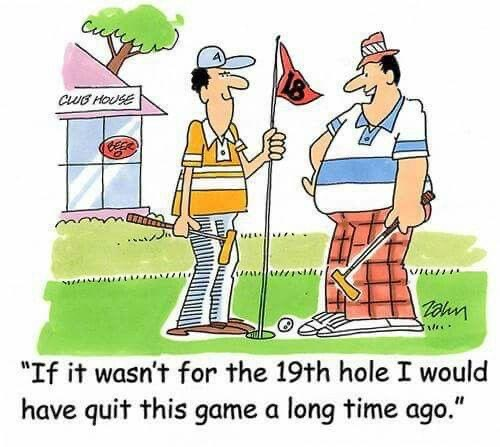 CLUB HOUSE
BEER
A
18
Zahn
"If it wasn't for the 19th hole I would
have quit this game a long time ago."